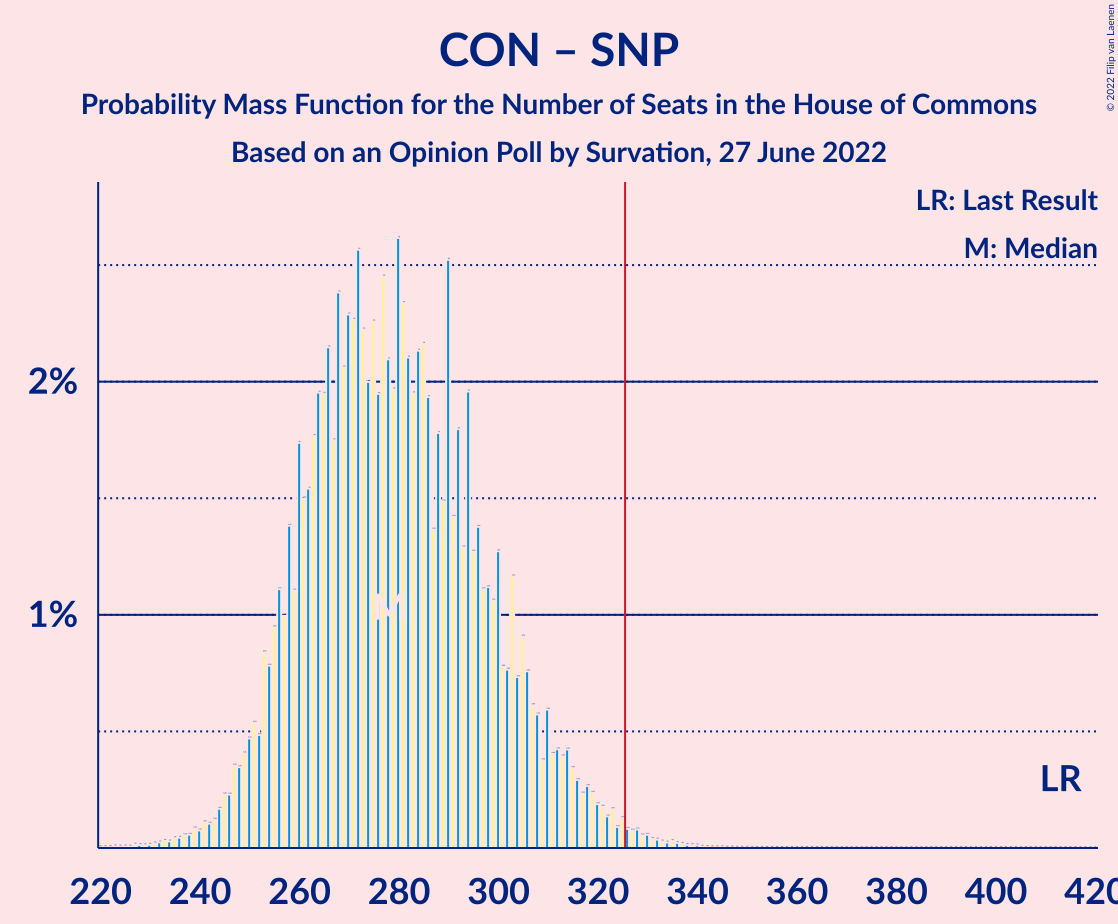 CON – SNP
Probability Mass Function for the Number of Seats in the House of Commons
Based on an Opinion Poll by Survation, 27 June 2022
© 2022 Filip van Laenen
LR: Last Result
M: Median
2%
1%
M
LR
220 240 260 280 300 320 340 360 380 400 420